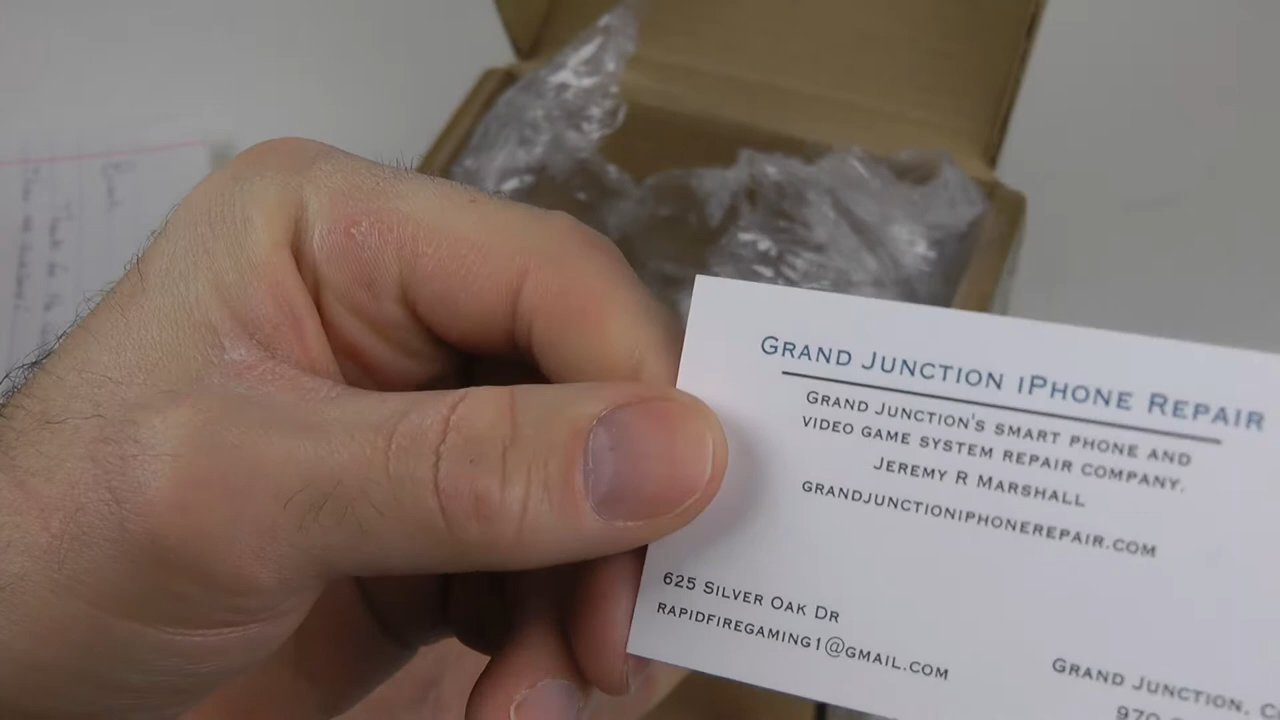 GRAND JUNCTION IPHONE REPAIR
GRAND JUNCTION'S SMART PHONE AND
VIDEO GAME SYSTEM REPAIR COMPANY.
JEREMY R MARSHALL
GRANDJUNCTIONIPHONEREPAIR.COM
625 SILVER OAK DR
RAPIDFIREGAMING1@GMAIL.COM
GRAND JUNCTION, C
970